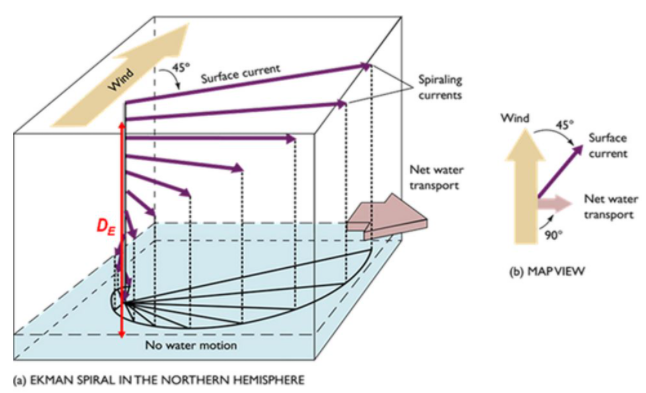 Wind
45°
Surface current
Spiraling
currents
Net water
transport
D_E
No water motion
(a) EKMAN SPIRAL IN THE NORTHERN HEMISPHERE
Wind
45°
Surface
current
Net water
transport
90°
(b) MAP VIEW